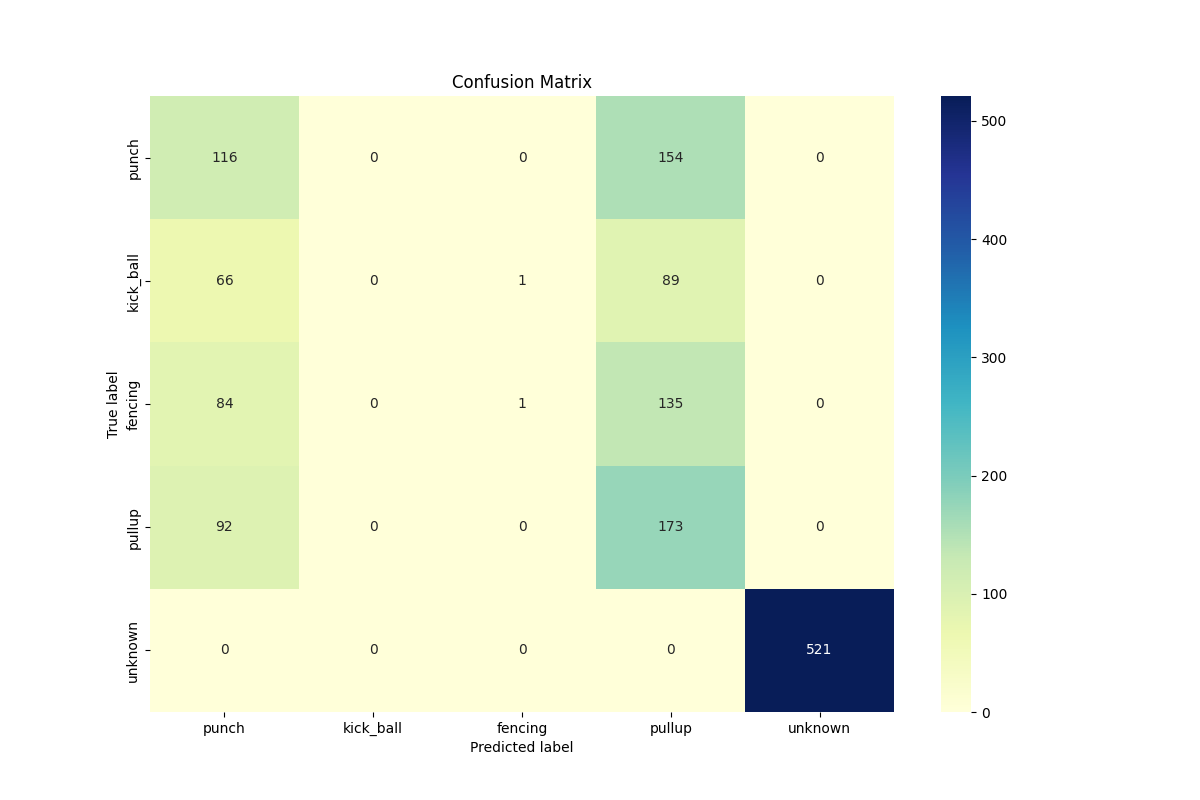 Confusion Matrix
True label
punch
116 0 0 154 0
kick_ball
66 0 1 89 0
fencing
84 0 1 135 0
pullup
92 0 0 173 0
unknown
0 0 0 0 521
punch kick_ball fencing pullup unknown
Predicted label
500
400
300
200
100
0